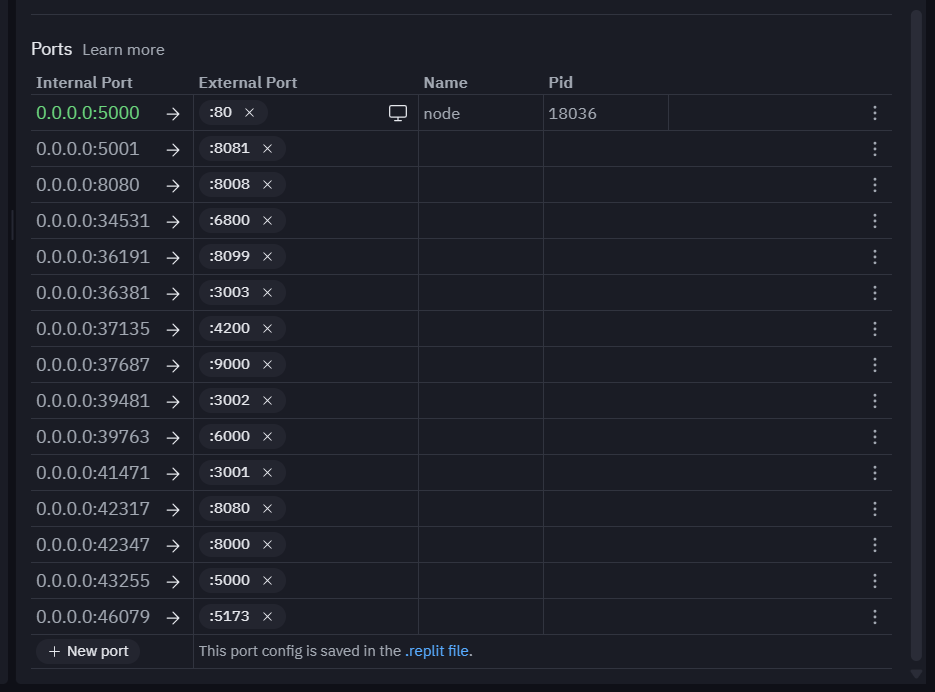 Ports Learn more
Internal Port External Port Name Pid
0.0.0.0:5000 → :80 × node 18036
0.0.0.0:5001 → :8081 ×
0.0.0.0:8080 → :8008 ×
0.0.0.0:34531 → :6800 ×
0.0.0.0:36191 → :8099 ×
0.0.0.0:36381 → :3003 ×
0.0.0.0:37135 → :4200 ×
0.0.0.0:37687 → :9000 ×
0.0.0.0:39481 → :3002 ×
0.0.0.0:39763 → :6000 ×
0.0.0.0:41471 → :3001 ×
0.0.0.0:42317 → :8080 ×
0.0.0.0:42347 → :8000 ×
0.0.0.0:43255 → :5000 ×
0.0.0.0:46079 → :5173 ×
+ New port This port config is saved in the .replit file.